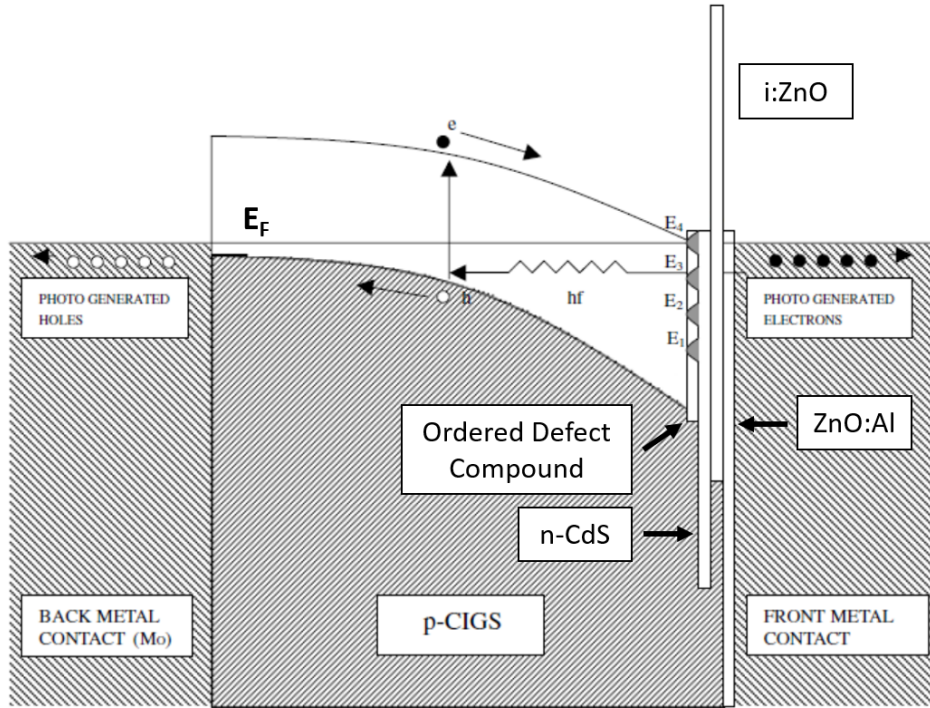 i:ZnO
e
E_F
E₄
E₃
E₂
E₁
PHOTO GENERATED
HOLES
h
hf
PHOTO GENERATED
ELECTRONS
Ordered Defect
Compound
ZnO:Al
n-CdS
BACK METAL
CONTACT (Mo)
p-CIGS
FRONT METAL
CONTACT